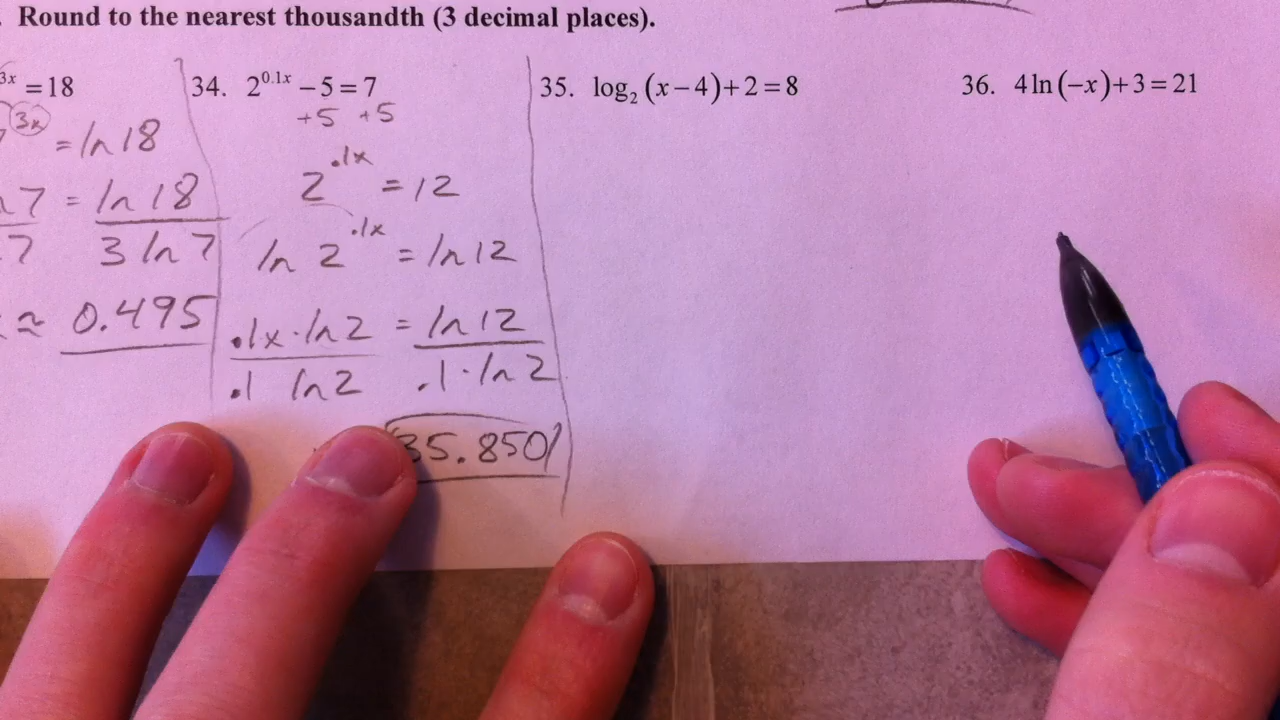 Round to the nearest thousandth (3 decimal places).
3x = 18
3x = ln 18
7 = ln 18
7 3 ln 7
≈ 0.495
34. 2^0.1x − 5 = 7
+5 +5
2^.1x = 12
ln 2^.1x = ln 12
.1x · ln 2 = ln 12
.1 ln 2 .1 · ln 2
35.850
35. log₂ (x − 4) + 2 = 8
36. 4 ln (−x) + 3 = 21